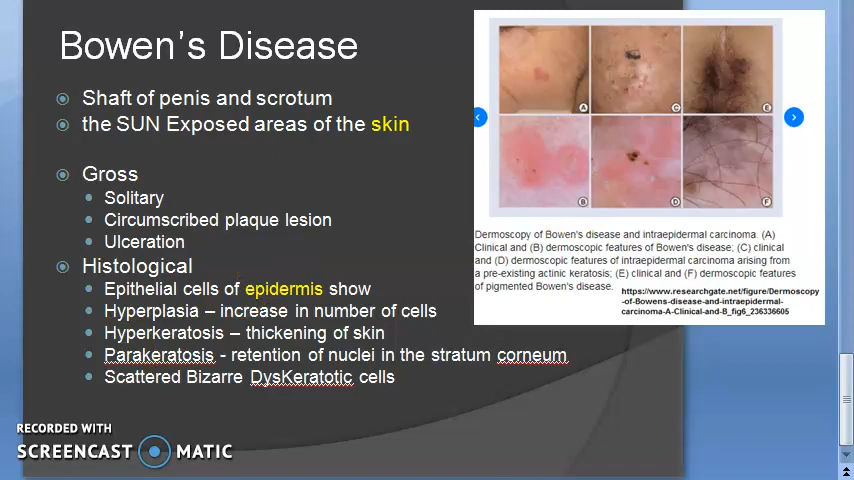 Bowen's Disease
Shaft of penis and scrotum
the SUN Exposed areas of the skin
Gross
Solitary
Circumscribed plaque lesion
Ulceration
Histological
Epithelial cells of epidermis show
Hyperplasia – increase in number of cells
Hyperkeratosis – thickening of skin
Parakeratosis - retention of nuclei in the stratum corneum
Scattered Bizarre DysKeratotic cells
A
C
E
B
D
F
Dermoscopy of Bowen's disease and intraepidermal carcinoma. (A)
Clinical and (B) dermoscopic features of Bowen's disease; (C) clinical
and (D) dermoscopic features of intraepidermal carcinoma arising from
a pre-existing actinic keratosis; (E) clinical and (F) dermoscopic features
of pigmented Bowen's disease.
https://www.researchgate.net/figure/Dermoscopy
-of-Bowens-disease-and-intraepidermal-
carcinoma-A-Clinical-and-B_fig6_236336605
RECORDED WITH
SCREENCAST MATIC